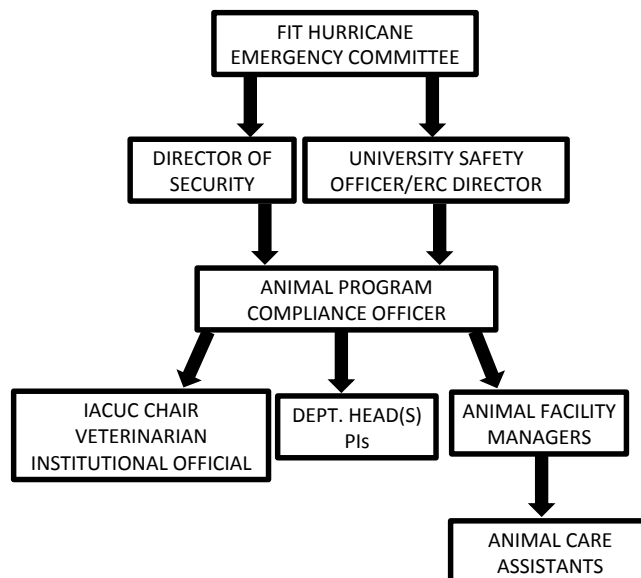 FIT HURRICANE
EMERGENCY COMMITTEE
DIRECTOR OF
SECURITY
UNIVERSITY SAFETY
OFFICER/ERC DIRECTOR
ANIMAL PROGRAM
COMPLIANCE OFFICER
IACUC CHAIR
VETERINARIAN
INSTITUTIONAL OFFICIAL
DEPT. HEAD(S)
PIs
ANIMAL FACILITY
MANAGERS
ANIMAL CARE
ASSISTANTS